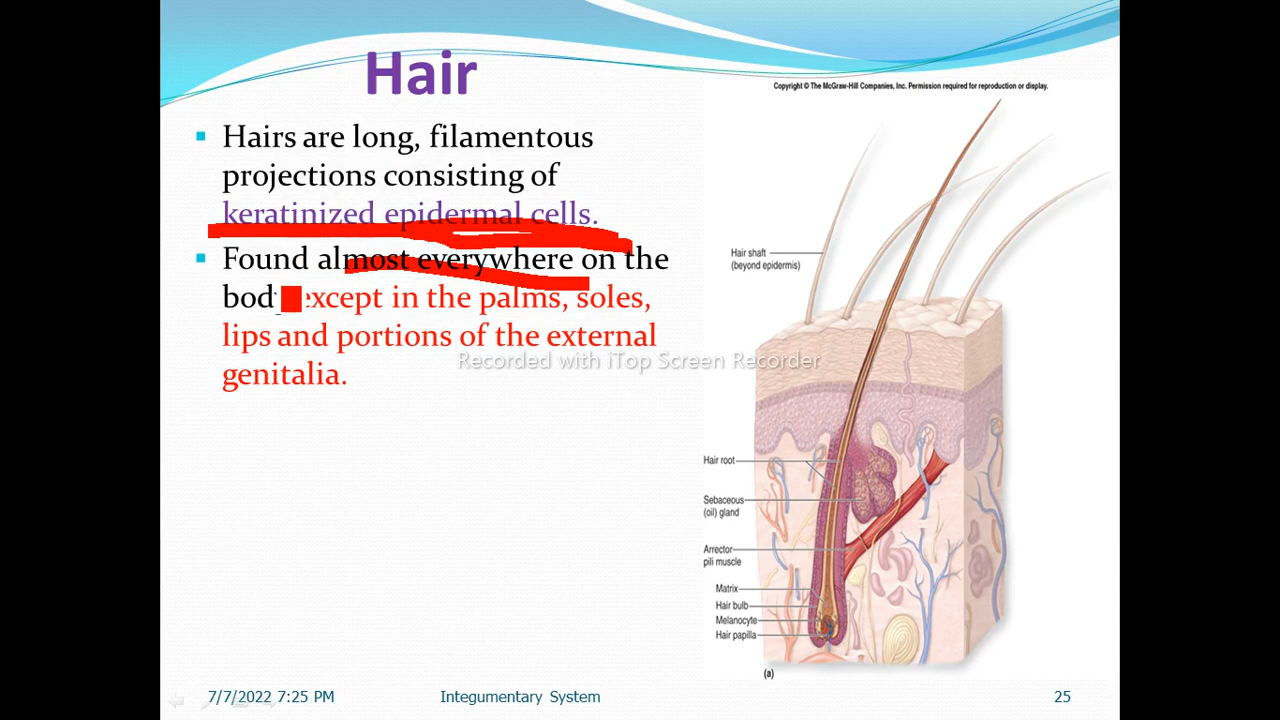 Hair
Copyright © The McGraw-Hill Companies, Inc. Permission required for reproduction or display.
Hairs are long, filamentous
projections consisting of
keratinized epidermal cells.
Found almost everywhere on the
body except in the palms, soles,
lips and portions of the external
genitalia.
Recorded with iTop Screen Recorder
Hair shaft
(beyond epidermis)
Hair root
Sebaceous
(oil) gland
Arrector
pili muscle
Matrix
Hair bulb
Melanocyte
Hair papilla
(a)
7/7/2022 7:25 PM
Integumentary System
25